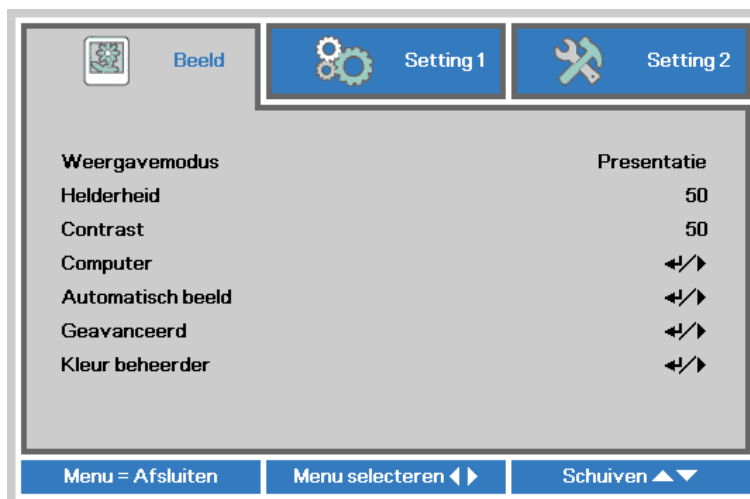 Beeld Setting 1 Setting 2
Weergavemodus Presentatie
Helderheid 50
Contrast 50
Computer ↵/▶
Automatisch beeld ↵/▶
Geavanceerd ↵/▶
Kleur beheerder ↵/▶
Menu = Afsluiten Menu selecteren ◀▶ Schuiven ▲▼